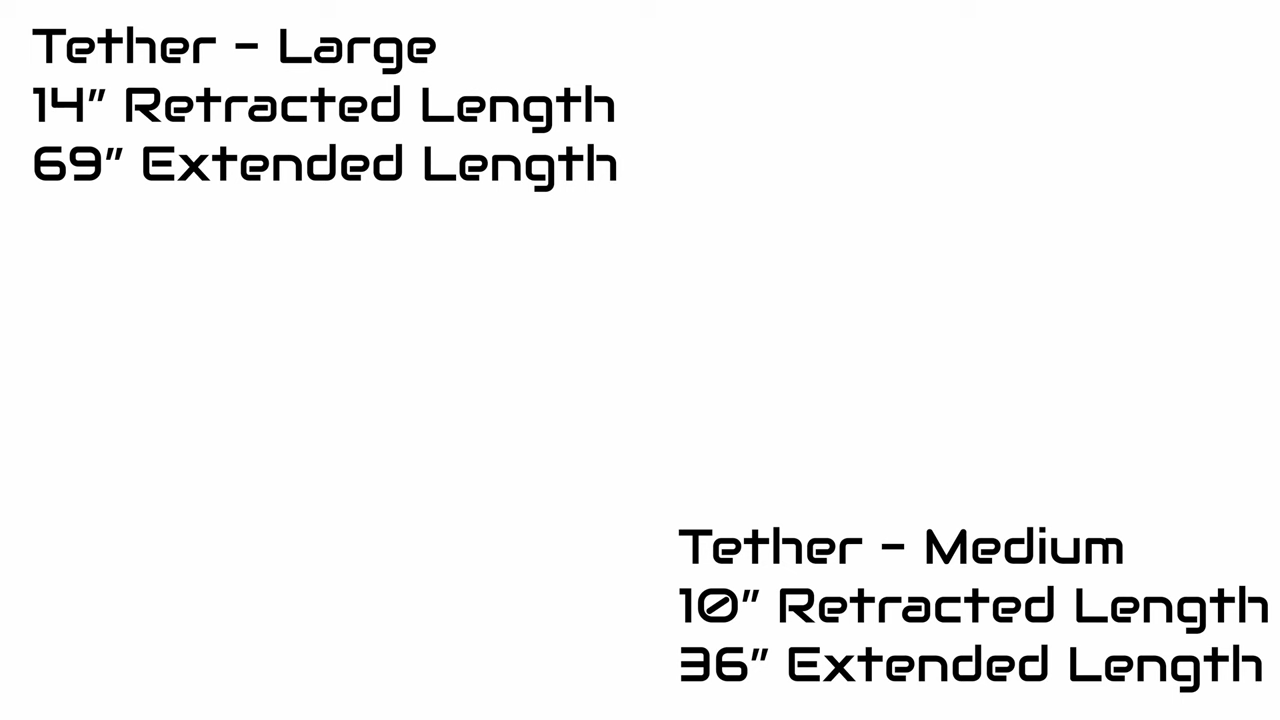 Tether - Large
14" Retracted Length
69" Extended Length
Tether - Medium
10" Retracted Length
36" Extended Length